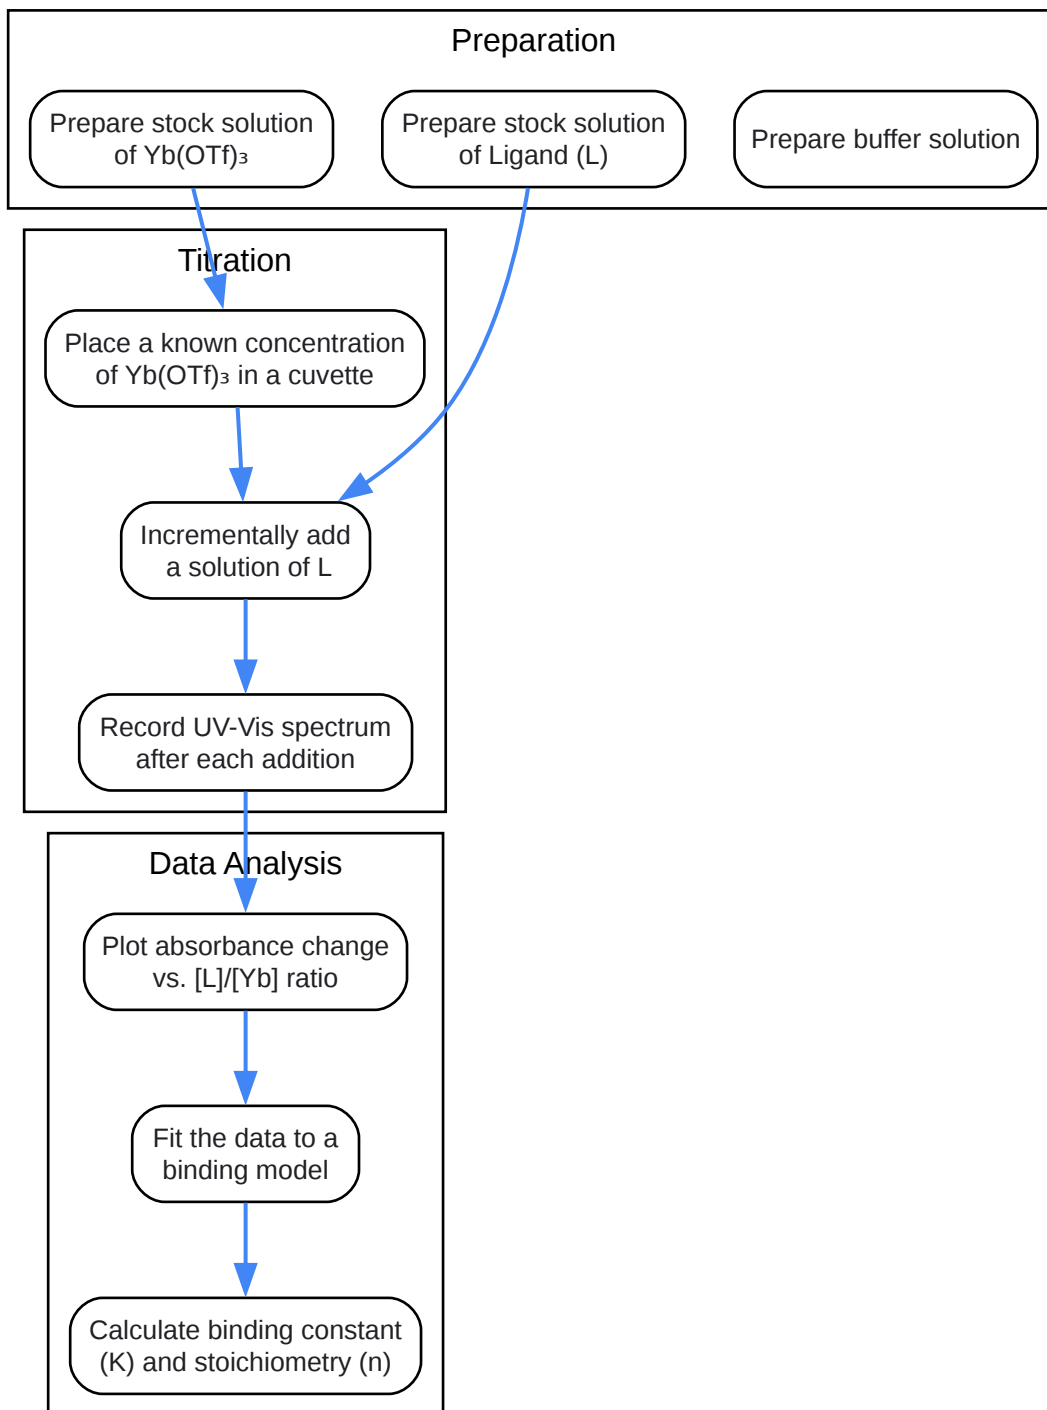 Preparation
Prepare stock solution
of Yb(OTf)₃
Prepare stock solution
of Ligand (L)
Prepare buffer solution
Titration
Place a known concentration
of Yb(OTf)₃ in a cuvette
Incrementally add
a solution of L
Record UV-Vis spectrum
after each addition
Data Analysis
Plot absorbance change
vs. [L]/[Yb] ratio
Fit the data to a
binding model
Calculate binding constant
(K) and stoichiometry (n)